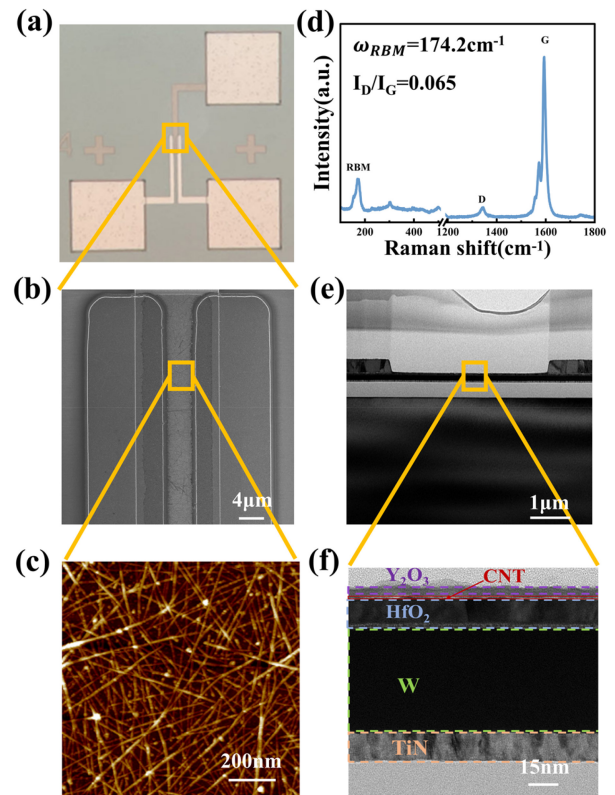 (a)
(d)
ω_RBM=174.2cm⁻¹
I_D/I_G=0.065
G
RBM
D
Intensity(a.u.)
200 400 1200 1400 1600 1800
Raman shift(cm⁻¹)
(b)
4μm
(e)
1μm
(c)
200nm
(f)
Y₂O₃
CNT
HfO₂
W
TiN
15nm